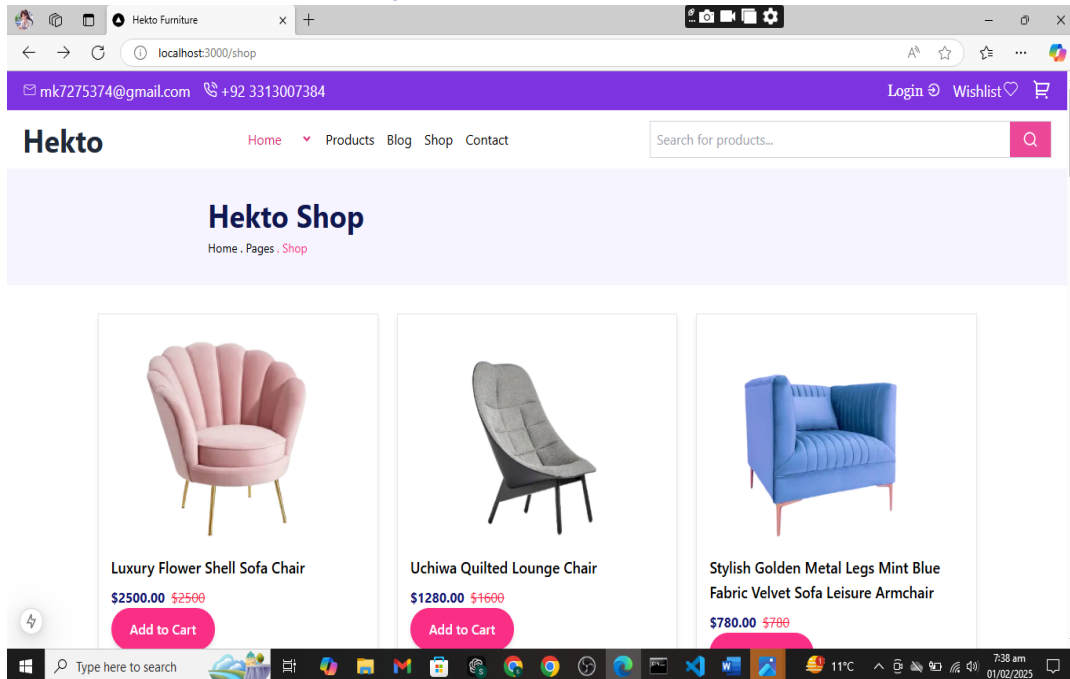 Hekto Furniture
localhost:3000/shop
mk7275374@gmail.com +92 3313007384 Login Wishlist
Hekto Home Products Blog Shop Contact Search for products...
Hekto Shop
Home . Pages . Shop
Luxury Flower Shell Sofa Chair
$2500.00 $2500
Add to Cart
Uchiwa Quilted Lounge Chair
$1280.00 $1600
Add to Cart
Stylish Golden Metal Legs Mint Blue
Fabric Velvet Sofa Leisure Armchair
$780.00 $780
Type here to search 11°C 7:38 am
01/02/2025